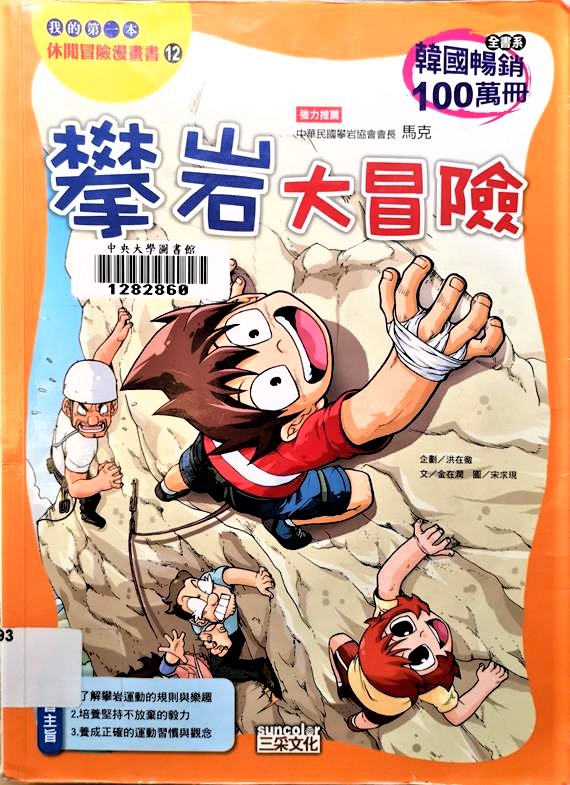 我的第一本
休閒冒險漫畫書 12
全書系
韓國暢銷
100萬冊
強力推薦
中華民國攀岩協會會長 馬克
攀岩大冒險
中央大學圖書館
1282860
企劃／洪在徹
文／金在潤 圖／宋求現
93
主旨
了解攀岩運動的規則與樂趣
2.培養堅持不放棄的毅力
3.養成正確的運動習慣與觀念
suncolor
三采文化